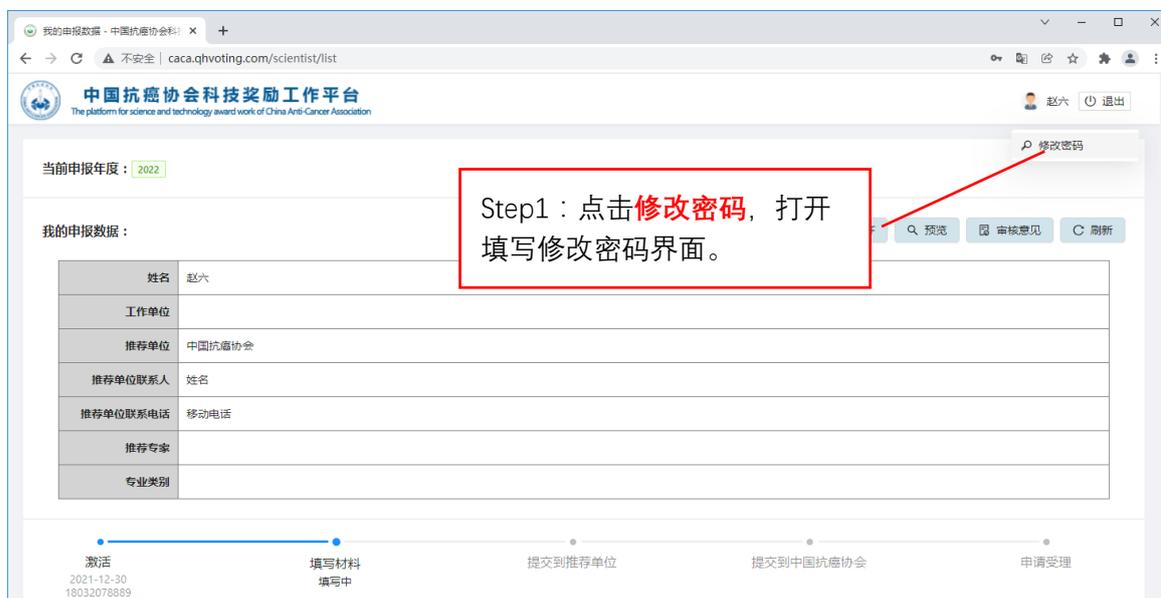 我的申报数据 - 中国抗癌协会科
不安全 | caca.qhvoting.com/scientist/list
中国抗癌协会科技奖励工作平台
The platform for science and technology award work of China Anti-Cancer Association
赵六 退出
修改密码
当前申报年度：2022
Step1：点击修改密码，打开
填写修改密码界面。
我的申报数据：
预览 审核意见 刷新
姓名 赵六
工作单位
推荐单位 中国抗癌协会
推荐单位联系人 姓名
推荐单位联系电话 移动电话
推荐专家
专业类别
激活 填写材料 提交到推荐单位 提交到中国抗癌协会 申请受理
2021-12-30 填写中
18032078889